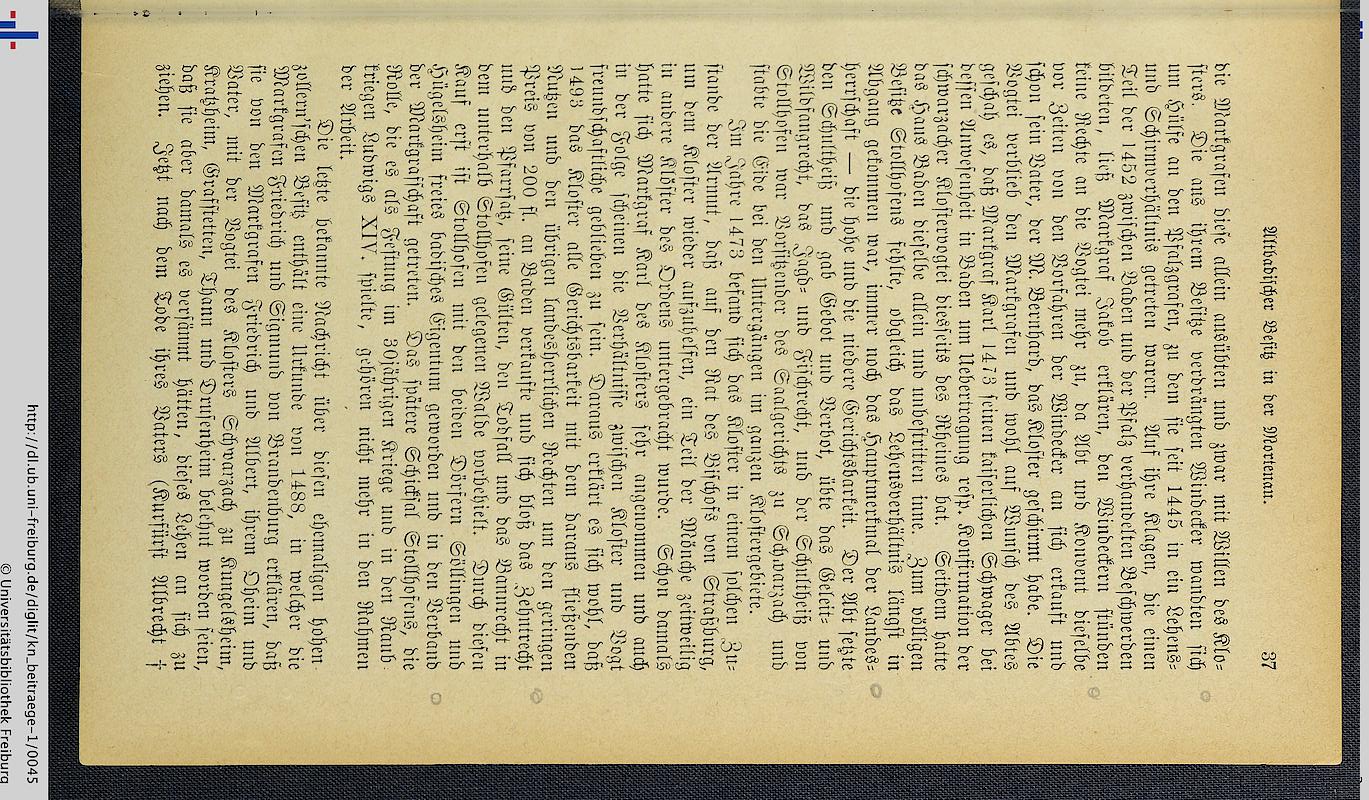 Altbadischer Besitz in der Mortenau. 37
die Markgrafen diese allein ausübten und zwar mit Willen des Klo-
sters. Die aus ihrem Besitze verdrängten Windecker wandten sich
um Hülfe an den Pfalzgrafen, zu dem sie seit 1445 in ein Lehens-
und Schirmverhältnis getreten waren. Auf ihre Klagen, die einen
Teil der 1452 zwischen Baden und der Pfalz verhandelten Beschwerden
bildeten, ließ Markgraf Jakob erklären, den Windeckern stünden
keine Rechte an die Vogtei mehr zu, da Abt und Konvent dieselbe
vor Zeiten von den Vorfahren der Windecker an sich erkauft und
schon sein Vater, der M. Bernhard, das Kloster geschirmt habe. Die
Vogtei verblieb den Markgrafen und wohl auf Wunsch des Abtes
geschah es, daß Markgraf Karl 1473 seinen kaiserlichen Schwager bei
dessen Anwesenheit in Baden um Uebertragung resp. Konfirmation der
schwarzacher Klostervogtei diesseits des Rheines bat. Seitdem hatte
das Haus Baden dieselbe allein und unbestritten inne. Zum völligen
Besitze Stollhofens fehlte, obgleich das Lehensverhältnis längst in
Abgang gekommen war, immer noch das Hauptmerkmal der Landes-
herrschaft — die hohe und die niedere Gerichtsbarkeit. Der Abt setzte
den Schultheiß und gab Gebot und Verbot, übte das Geleit- und
Wildfangrecht, das Jagd- und Fischrecht, und der Schultheiß von
Stollhofen war Vorsitzender des Saalgerichts zu Schwarzach und
stabte die Eide bei den Untergängen im ganzen Klostergebiete.
Im Jahre 1473 befand sich das Kloster in einem solchen Zu-
stande der Armut, daß auf den Rat des Bischofs von Straßburg,
um dem Kloster wieder aufzuhelfen, ein Teil der Mönche zeitweilig
in andere Klöster des Ordens untergebracht wurde. Schon damals
hatte sich Markgraf Karl des Klosters sehr angenommen und auch
in der Folge scheinen die Verhältnisse zwischen Kloster und Vogt
freundschaftliche geblieben zu sein. Daraus erklärt es sich wohl, daß
1493 das Kloster alle Gerichtsbarkeit mit dem daraus fließenden
Nutzen und den übrigen landesherrlichen Rechten um den geringen
Preis von 200 fl. an Baden verkaufte und sich bloß das Zehntrecht
und den Pfarrsatz, seine Gülten, den Todfall und das Bannrecht in
dem unterhalb Stollhofen gelegenen Walde vorbehielt. Durch diesen
Kauf erst ist Stollhofen mit den beiden Dörfern Söllingen und
Hügelsheim freies badisches Eigentum geworden und in den Verband
der Markgrafschaft getreten. Das spätere Schicksal Stollhofens, die
Rolle, die es als Festung im 30jährigen Kriege und in den Raub-
kriegen Ludwigs XIV. spielte, gehören nicht mehr in den Rahmen
der Arbeit.
Die letzte bekannte Nachricht über diesen ehemaligen hohen-
zollern'schen Besitz enthält eine Urkunde von 1488, in welcher die
Markgrafen Friedrich und Sigmund von Brandenburg erklären, daß
sie von den Markgrafen Friedrich und Albert, ihrem Oheim und
Vater, mit der Vogtei des Klosters Schwarzach zu Kungelsheim,
Kratzheim, Graffstetten, Thann und Drusenheim belehnt worden seien,
daß sie aber damals es versäumt hätten, dieses Lehen an sich zu
ziehen. Jetzt nach dem Tode ihres Vaters (Kurfürst Albrecht †
http://dl.ub.uni-freiburg.de/diglit/kn_beitraege-1/0045
© Universitätsbibliothek Freiburg